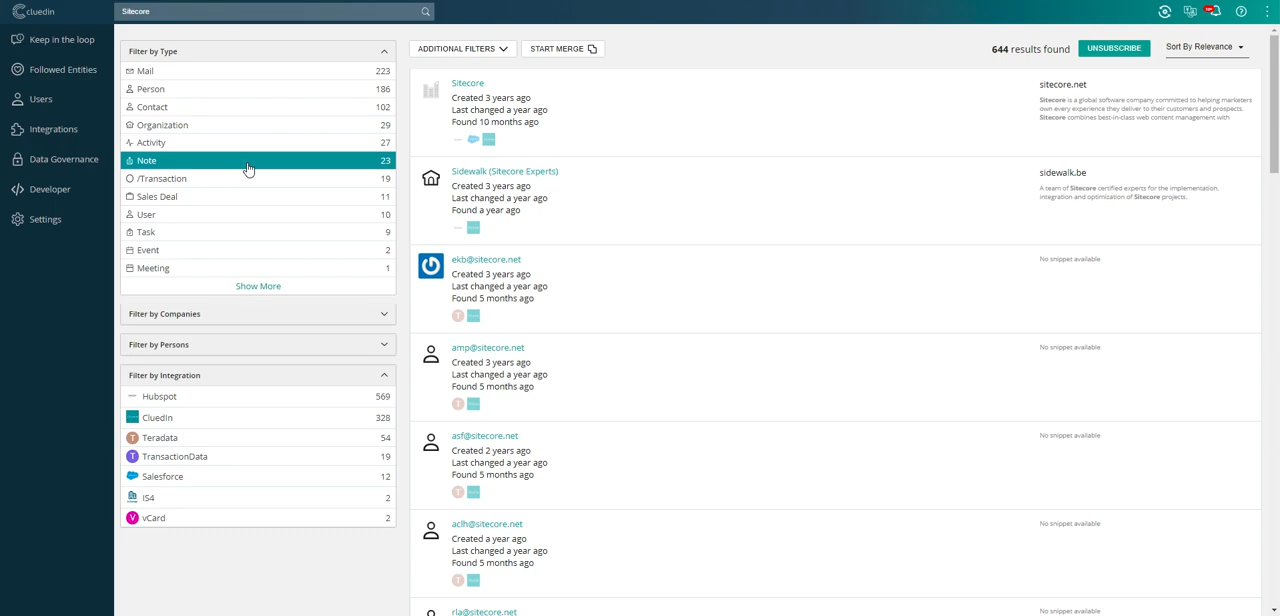 cluedin
Sitecore
Keep in the loop
Followed Entities
Users
Integrations
Data Governance
Developer
Settings
Filter by Type
Mail 223
Person 186
Contact 102
Organization 29
Activity 27
Note 23
/Transaction 19
Sales Deal 11
User 10
Task 9
Event 2
Meeting 1
Show More
Filter by Companies
Filter by Persons
Filter by Integration
Hubspot 569
CluedIn 328
T Teradata 54
T TransactionData 19
Salesforce 12
IS4 2
V vCard 2
ADDITIONAL FILTERS START MERGE 644 results found UNSUBSCRIBE Sort By Relevance
Sitecore
Created 3 years ago
Last changed a year ago
Found 10 months ago
sitecore.net
Sitecore is a global software company committed to helping marketers
own every experience they deliver to their customers and prospects.
Sitecore combines best-in-class web content management with
Sidewalk (Sitecore Experts)
Created 3 years ago
Last changed a year ago
Found a year ago
sidewalk.be
A team of Sitecore certified experts for the implementation,
integration and optimization of Sitecore projects.
ekb@sitecore.net
Created 3 years ago
Last changed a year ago
Found 5 months ago
T
No snippet available
amp@sitecore.net
Created 3 years ago
Last changed a year ago
Found 5 months ago
T
No snippet available
asf@sitecore.net
Created 2 years ago
Last changed a year ago
Found 5 months ago
T
No snippet available
aclh@sitecore.net
Created a year ago
Last changed a year ago
Found 5 months ago
T
No snippet available
rla@sitecore.net
No snippet available